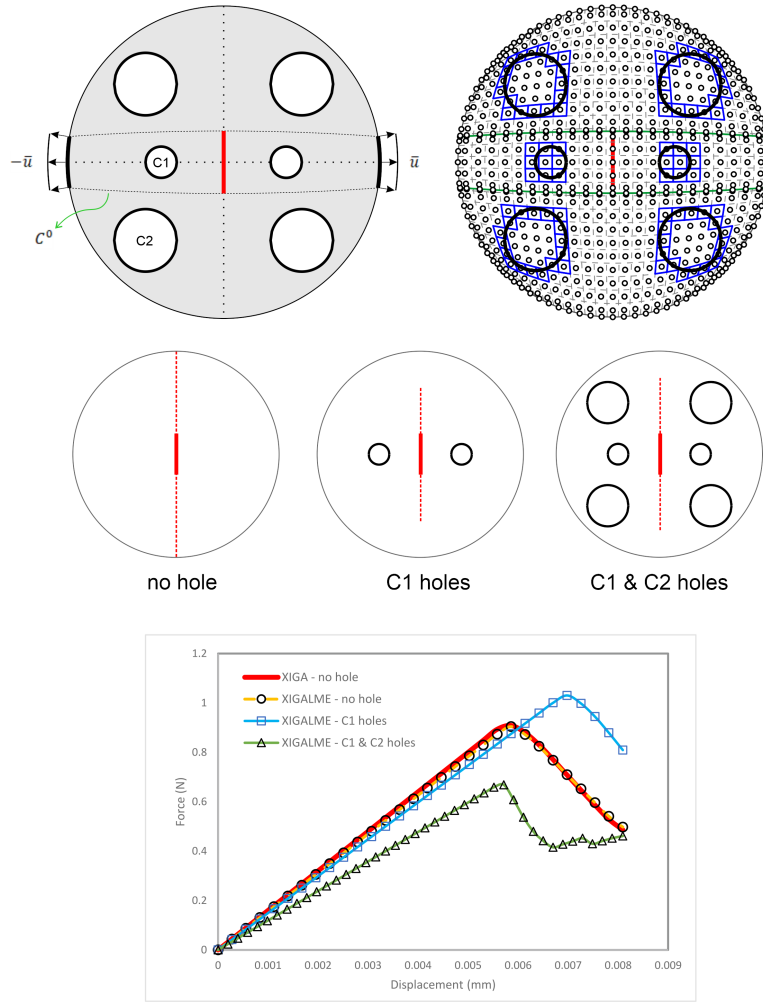 −ū
C1
ū
C⁰
C2
no hole
C1 holes
C1 & C2 holes
1.2
1
0.8
0.6
0.4
0.2
0
Force (N)
XIGA - no hole
XIGALME - no hole
XIGALME - C1 holes
XIGALME - C1 & C2 holes
0 0.001 0.002 0.003 0.004 0.005 0.006 0.007 0.008 0.009
Displacement (mm)